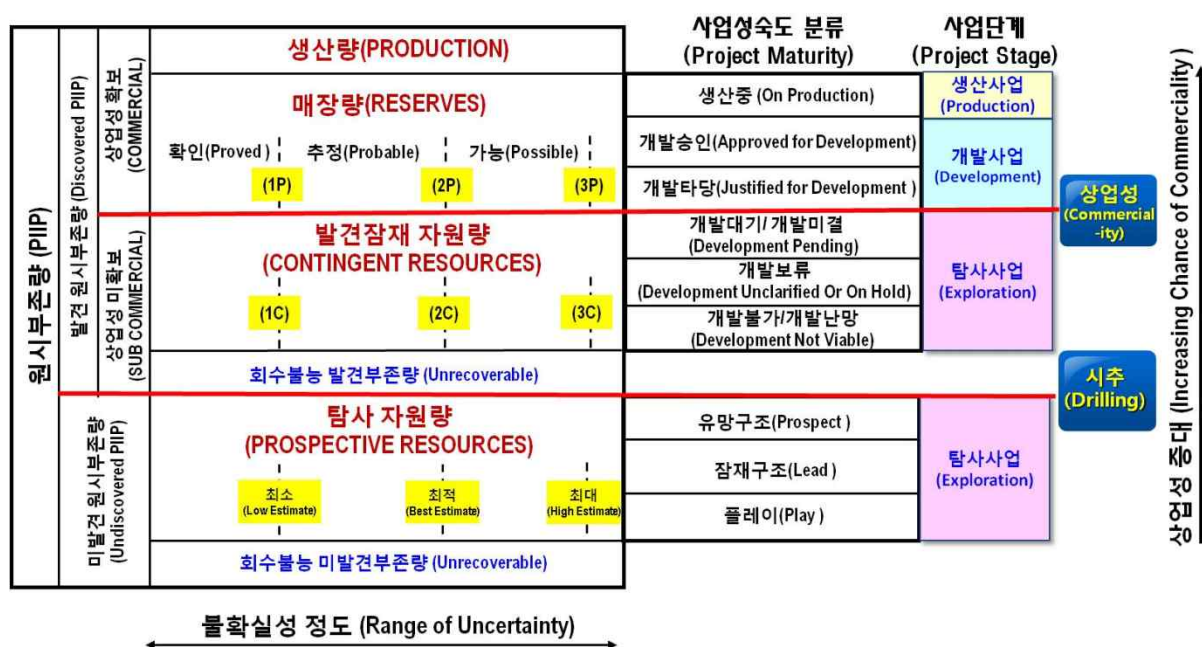 사업성숙도 분류
(Project Maturity)
사업단계
(Project Stage)
원시부존량 (PIIP)
발견 원시부존량 (Discovered PIIP)
상업성 확보
(COMMERCIAL)
생산량(PRODUCTION)
매장량(RESERVES)
확인(Proved )
추정(Probable)
가능(Possible)
(1P)
(2P)
(3P)
생산중 (On Production)
개발승인(Approved for Development)
개발타당(Justified for Development )
생산사업
(Production)
개발사업
(Development)
상업성
(Commercial
-ity)
상업성 미확보
(SUB COMMERCIAL)
발견잠재 자원량
(CONTINGENT RESOURCES)
(1C)
(2C)
(3C)
회수불능 발견부존량 (Unrecoverable)
개발대기/ 개발미결
(Development Pending)
개발보류
(Development Unclarified Or On Hold)
개발불가/개발난망
(Development Not Viable)
탐사사업
(Exploration)
시추
(Drilling)
미발견 원시부존량
(Undiscovered PIIP)
탐사 자원량
(PROSPECTIVE RESOURCES)
최소
(Low Estimate)
최적
(Best Estimate)
최대
(High Estimate)
회수불능 미발견부존량 (Unrecoverable)
유망구조(Prospect )
잠재구조(Lead )
플레이(Play )
탐사사업
(Exploration)
상업성 증대 (Increasing Chance of Commerciality )
불확실성 정도 (Range of Uncertainty)